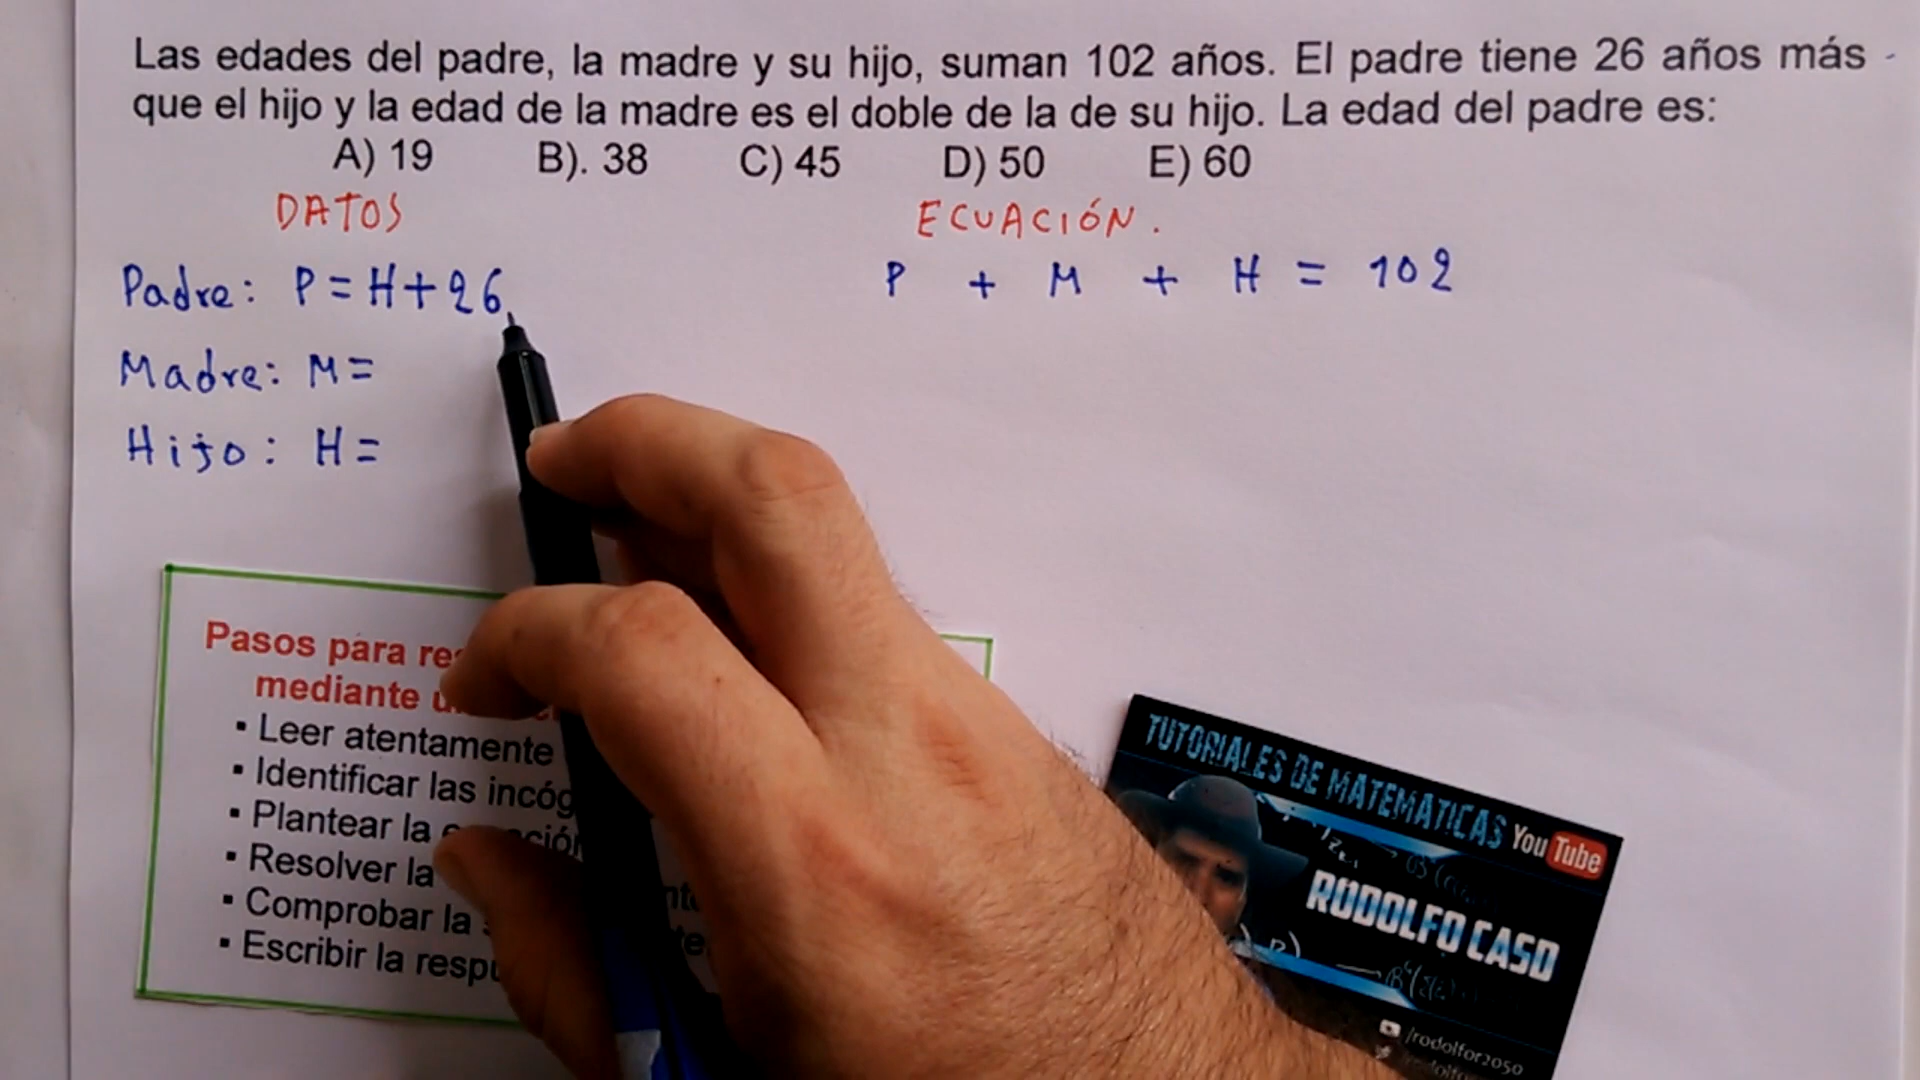 Las edades del padre, la madre y su hijo, suman 102 años. El padre tiene 26 años más
que el hijo y la edad de la madre es el doble de la de su hijo. La edad del padre es:
A) 19 B). 38 C) 45 D) 50 E) 60
DATOS
ECUACIÓN.
Padre: P = H + 26
P + M + H = 102
Madre: M =
Hijo: H =
Pasos para
mediante
▪ Leer atentamente
▪ Identificar las
▪ Plantear la
▪ Resolver la
▪ Comprobar la
▪ Escribir la
TUTORIALES DE MATEMATICAS YouTube
RODOLFO CASO
/rodolfor2050